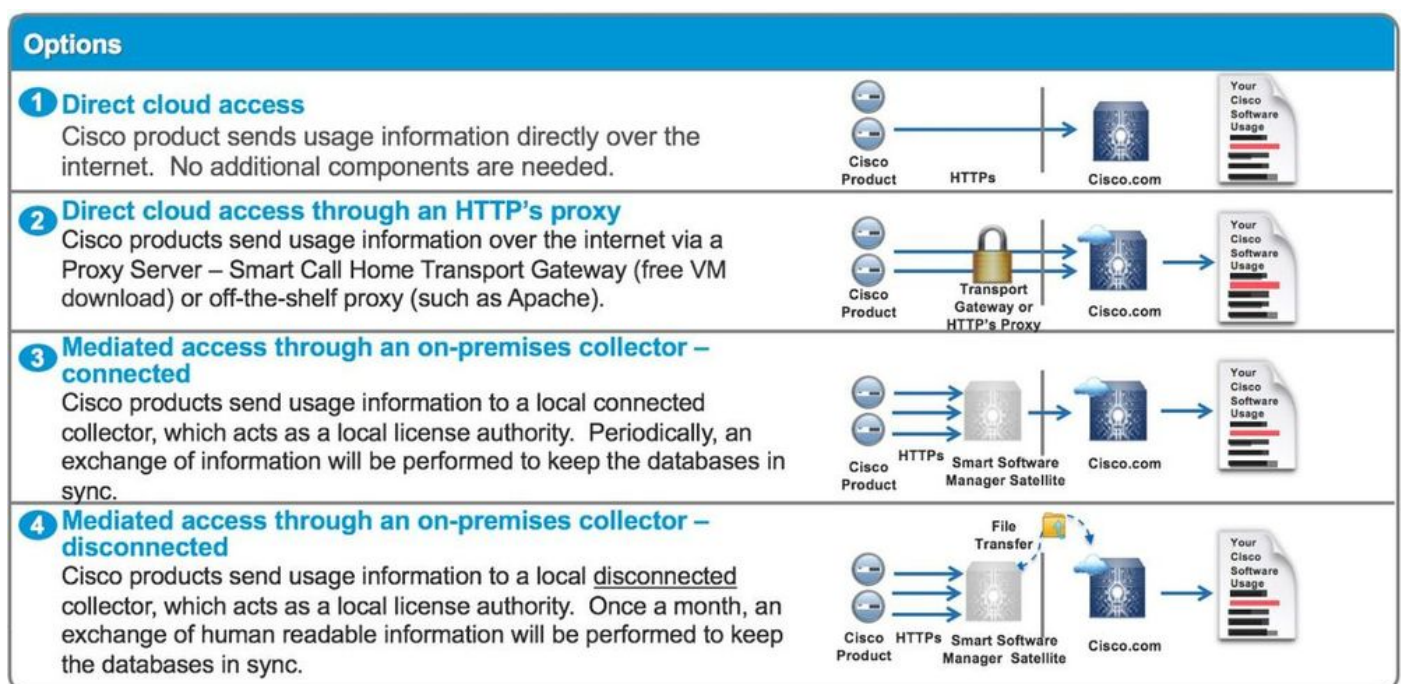 Options
1 Direct cloud access
Cisco product sends usage information directly over the
internet. No additional components are needed.
Cisco
Product
HTTPs
Cisco.com
Your
Cisco
Software
Usage
2 Direct cloud access through an HTTP's proxy
Cisco products send usage information over the internet via a
Proxy Server – Smart Call Home Transport Gateway (free VM
download) or off-the-shelf proxy (such as Apache).
Cisco
Product
Transport
Gateway or
HTTP's Proxy
Cisco.com
Your
Cisco
Software
Usage
3 Mediated access through an on-premises collector –
connected
Cisco products send usage information to a local connected
collector, which acts as a local license authority. Periodically, an
exchange of information will be performed to keep the databases in
sync.
Cisco
Product
HTTPs
Smart Software
Manager Satellite
Cisco.com
Your
Cisco
Software
Usage
4 Mediated access through an on-premises collector –
disconnected
Cisco products send usage information to a local disconnected
collector, which acts as a local license authority. Once a month, an
exchange of human readable information will be performed to keep
the databases in sync.
File
Transfer
Cisco
Product
HTTPs
Smart Software
Manager Satellite
Cisco.com
Your
Cisco
Software
Usage